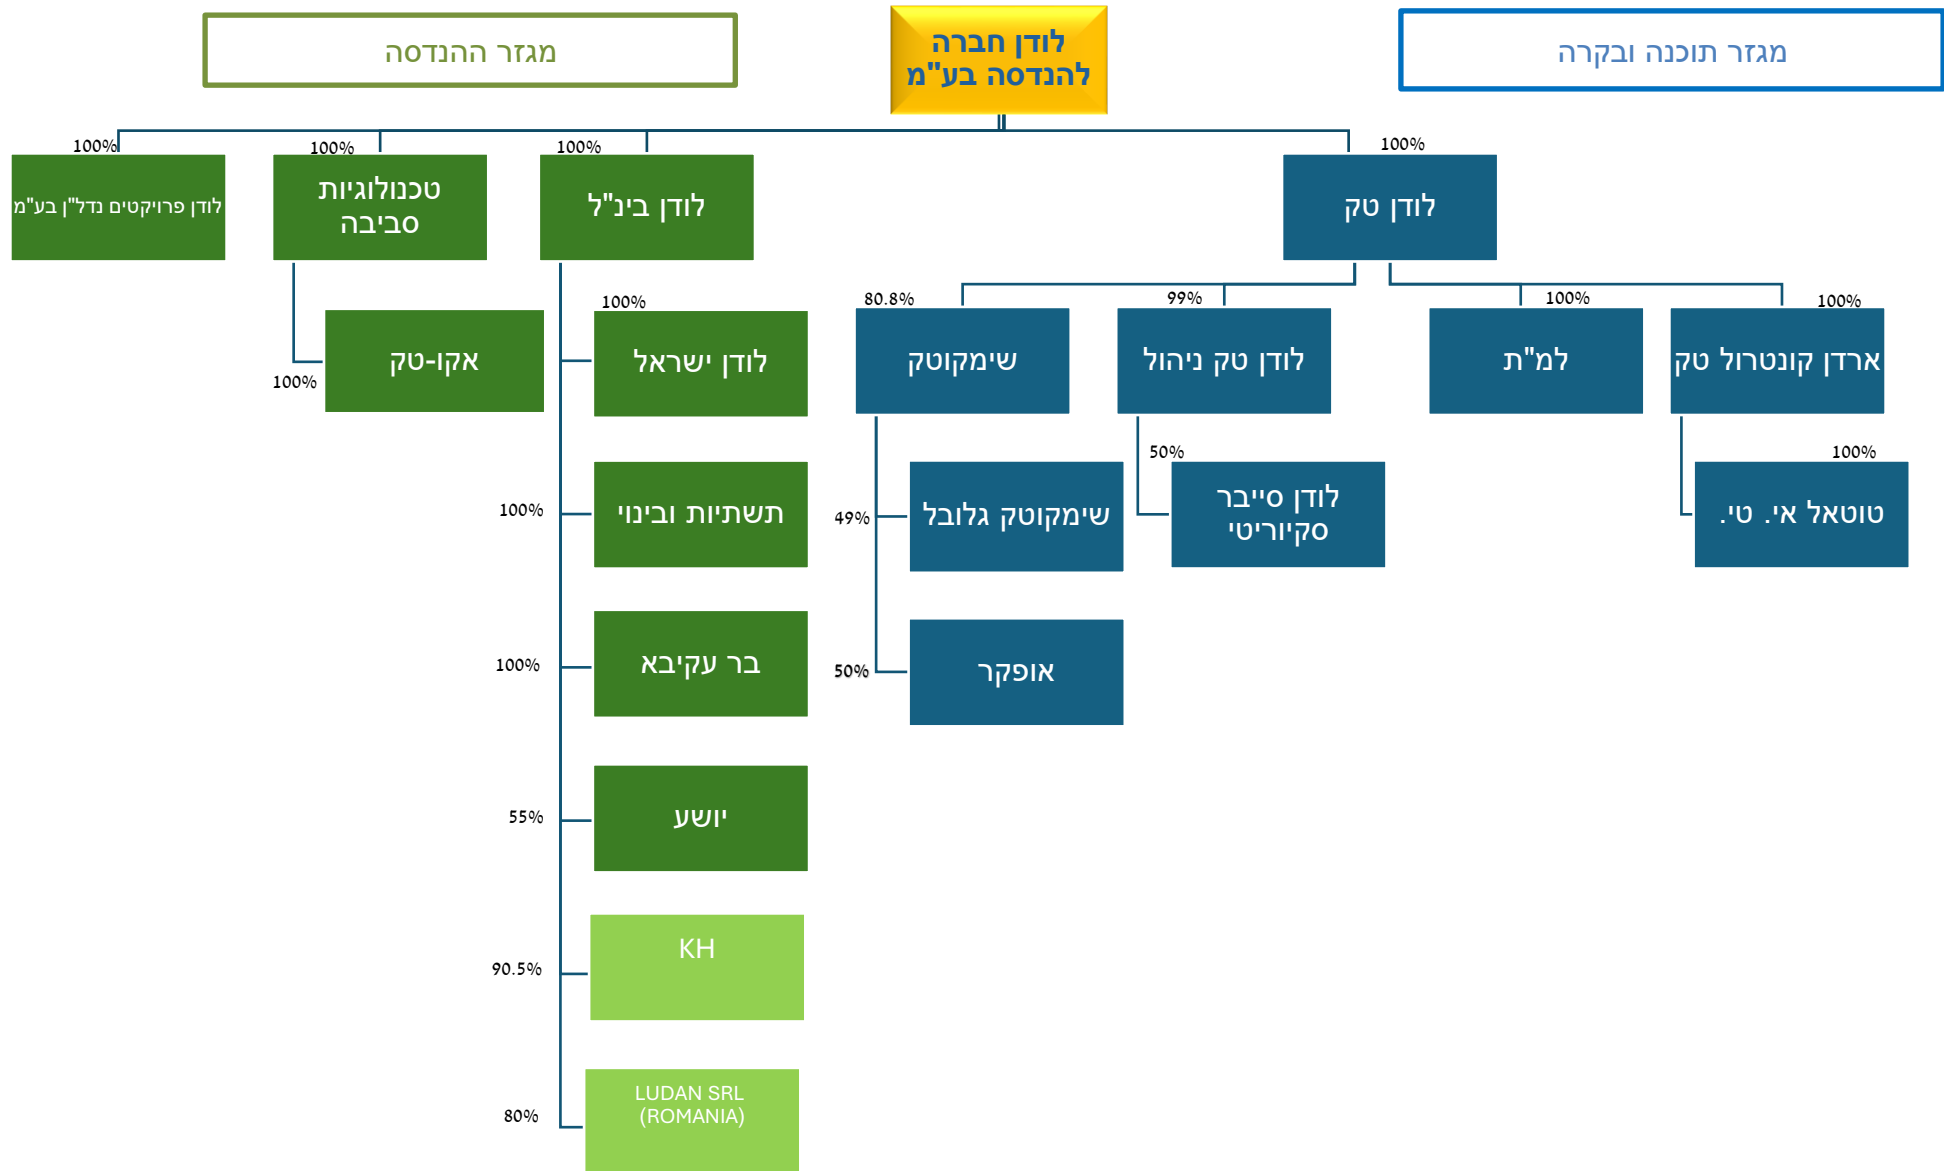 מגזר תוכנה ובקרה
לודן חברה
להנדסה בע"מ
מגזר ההנדסה
100%
לודן טק
100%
לודן בינ"ל
100%
טכנולוגיות
סביבה
100%
לודן פרויקטים נדל"ן בע"מ
100%
ארדן קונטרול טק
100%
למ"ת
99%
לודן טק ניהול
80.8%
שימקוטק
100%
לודן ישראל
100%
אקו-טק
100%
טוטאל אי. טי.
50%
לודן סייבר
סקיוריטי
49%
שימקוטק גלובל
100%
תשתיות ובינוי
50%
אופקר
100%
בר עקיבא
55%
יושע
90.5%
KH
80%
LUDAN SRL
(ROMANIA)